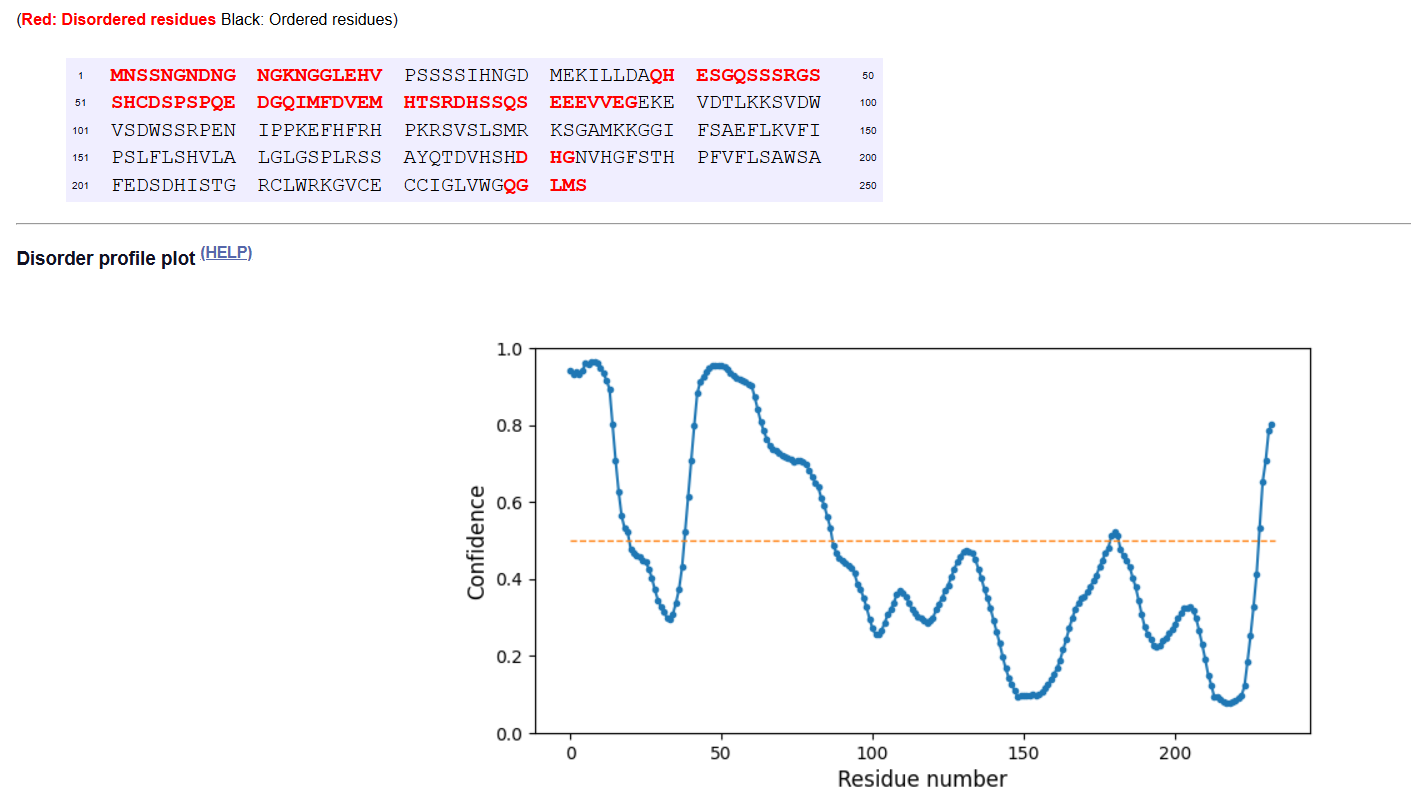 (Red: Disordered residues Black: Ordered residues)
1 MNSSNGNDNG NGKNGGLEHV PSSSSIHNGD MEKILLDAQH ESGQSSSRGS 50
51 SHCDSPSPQE DGQIMFDVEM HTSRDHSSQS EEEVVEGEKE VDTLKKSVDW 100
101 VSDWSSRPEN IPPKEFHFRH PKRSVSLSMR KSGAMKKGGI FSAEFLKVFI 150
151 PSLFLSHVLA LGLGSPLRSS AYQTDVHSHD HGNVHGFSTH PFVFLSAWSA 200
201 FEDSDHISTG RCLWRKGVCE CCIGLVWGQG LMS 250
Disorder profile plot (HELP)
1.0
0.8
0.6
0.4
0.2
0.0
Confidence
0 50 100 150 200
Residue number